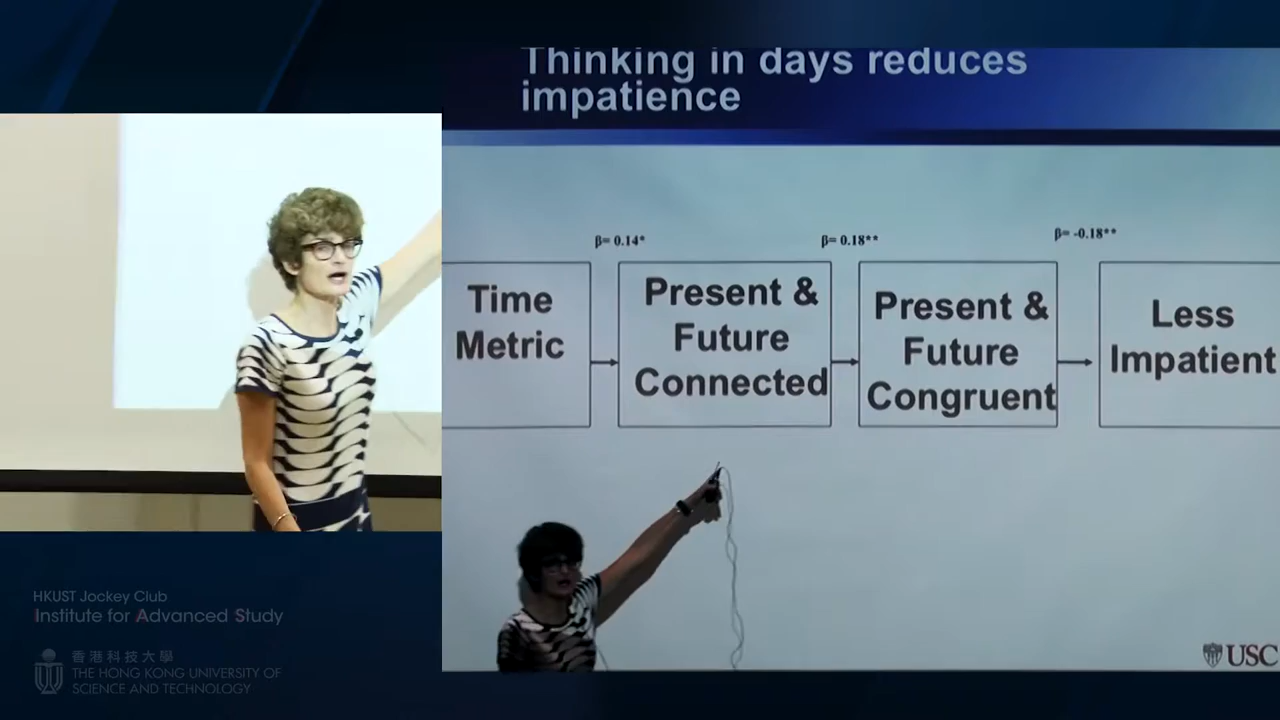 Thinking in days reduces
impatience
β= 0.14*
β= 0.18**
β= -0.18**
Time
Metric
Present &
Future
Connected
Present &
Future
Congruent
Less
Impatient
USC
HKUST Jockey Club
Institute for Advanced Study
香港科技大學
THE HONG KONG UNIVERSITY OF
SCIENCE AND TECHNOLOGY